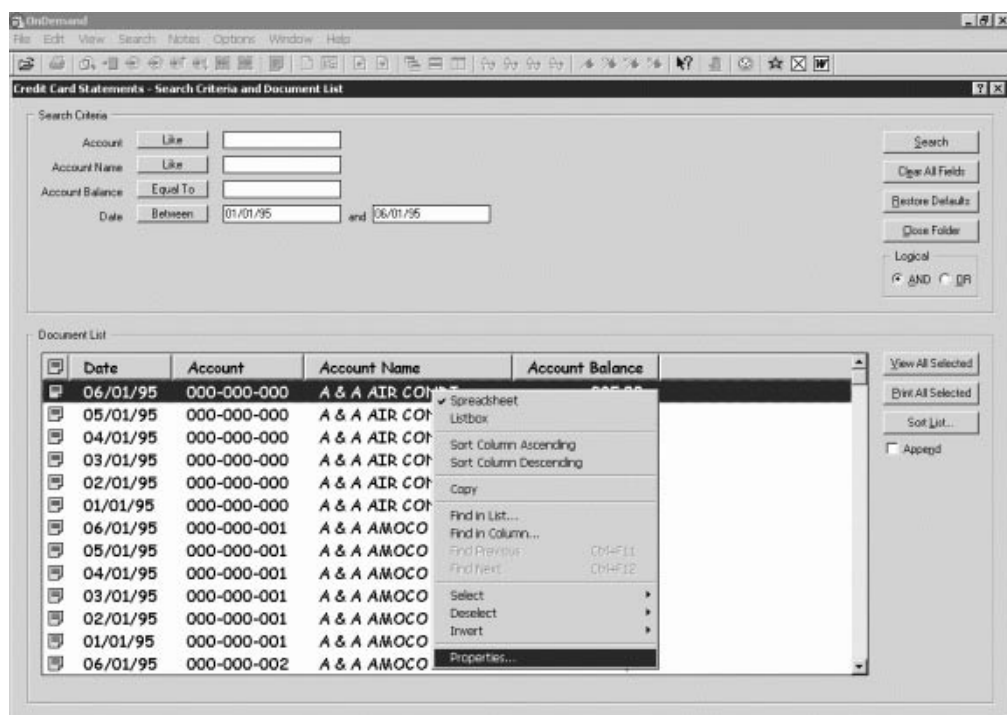 OnDemand
File Edit View Search Notes Options Window Help
Credit Card Statements - Search Criteria and Document List
Search Criteria
Account Like
Account Name Like
Account Balance Equal To
Date Between 01/01/95 and 06/01/95
Search
Clear All Fields
Restore Defaults
Close Folder
Logical
AND OR
Document List
Date Account Account Name Account Balance
06/01/95 000-000-000 A & A AIR
05/01/95 000-000-000 A & A AIR
04/01/95 000-000-000 A & A AIR
03/01/95 000-000-000 A & A AIR
02/01/95 000-000-000 A & A AIR
01/01/95 000-000-000 A & A AIR
06/01/95 000-000-001 A & A AMOCO
05/01/95 000-000-001 A & A AMOCO
04/01/95 000-000-001 A & A AMOCO
03/01/95 000-000-001 A & A AMOCO
02/01/95 000-000-001 A & A AMOCO
01/01/95 000-000-001 A & A AMOCO
06/01/95 000-000-002 A & A AMOCO
Spreadsheet
Listbox
Sort Column Ascending
Sort Column Descending
Copy
Find in List...
Find in Column...
Find Previous Ctrl+F11
Find Next Ctrl+F12
Select
Deselect
Invert
Properties...
View All Selected
Print All Selected
Sort List...
Append